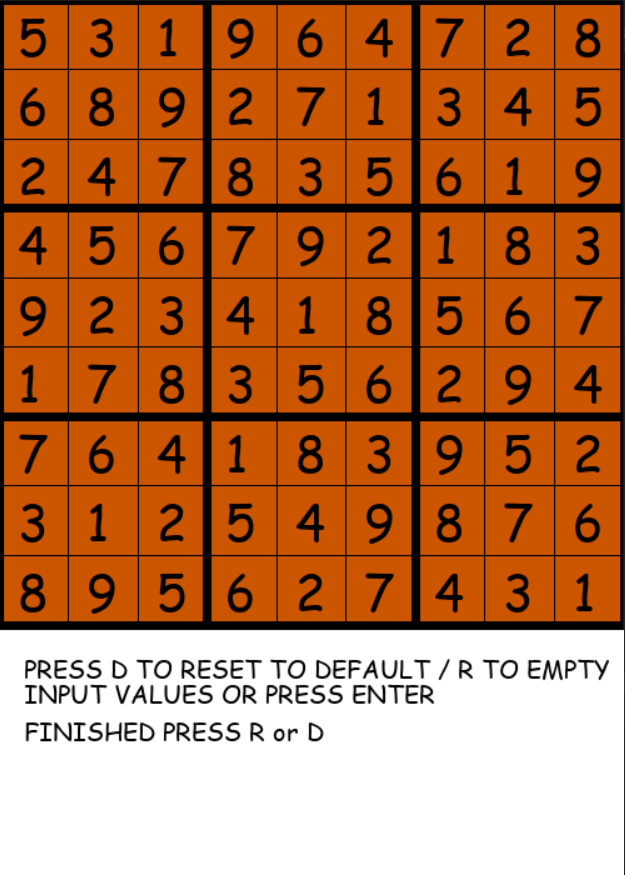 5 3 1 9 6 4 7 2 8
6 8 9 2 7 1 3 4 5
2 4 7 8 3 5 6 1 9
4 5 6 7 9 2 1 8 3
9 2 3 4 1 8 5 6 7
1 7 8 3 5 6 2 9 4
7 6 4 1 8 3 9 5 2
3 1 2 5 4 9 8 7 6
8 9 5 6 2 7 4 3 1
PRESS D TO RESET TO DEFAULT / R TO EMPTY
INPUT VALUES OR PRESS ENTER
FINISHED PRESS R or D